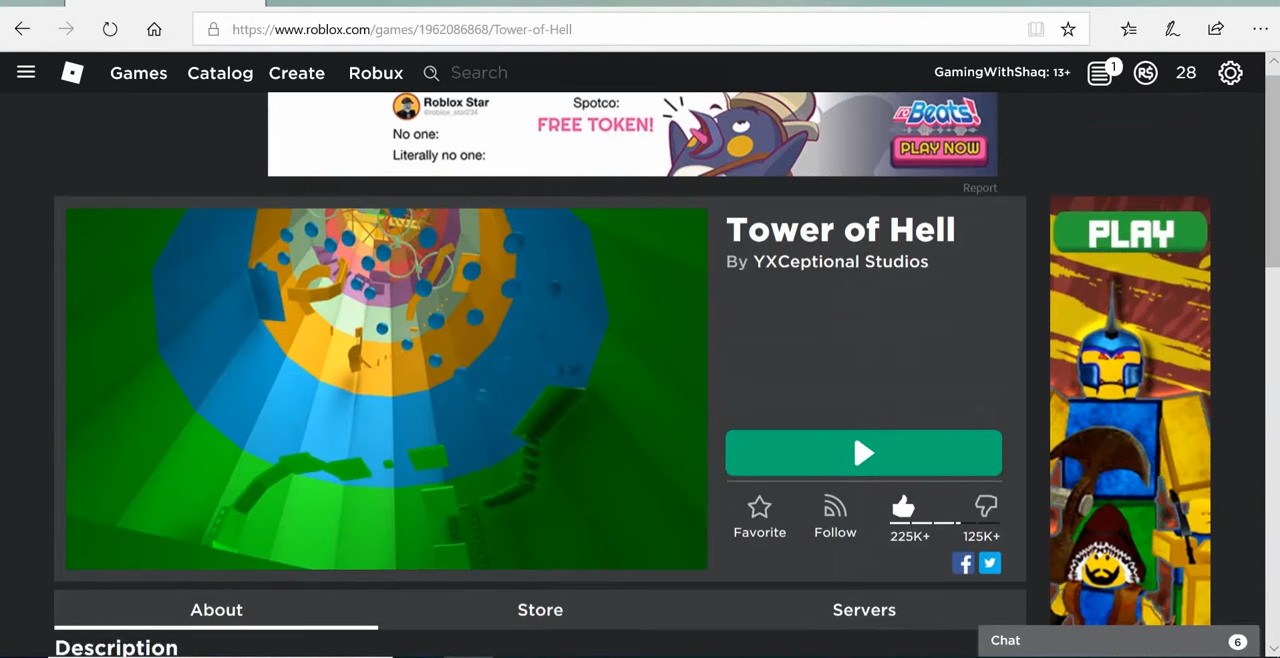 https://www.roblox.com/games/1962086868/Tower-of-Hell
Games Catalog Create Robux Search GamingWithShaq: 13+ 1 R$ 28
Roblox Star
@roblox_star234
No one:
Literally no one:
Spotco:
FREE TOKEN!
roBeats!
PLAY NOW
Report
Tower of Hell
By YXCeptional Studios
PLAY
Favorite Follow 225K+ 125K+
About Store Servers
Description
Chat 6